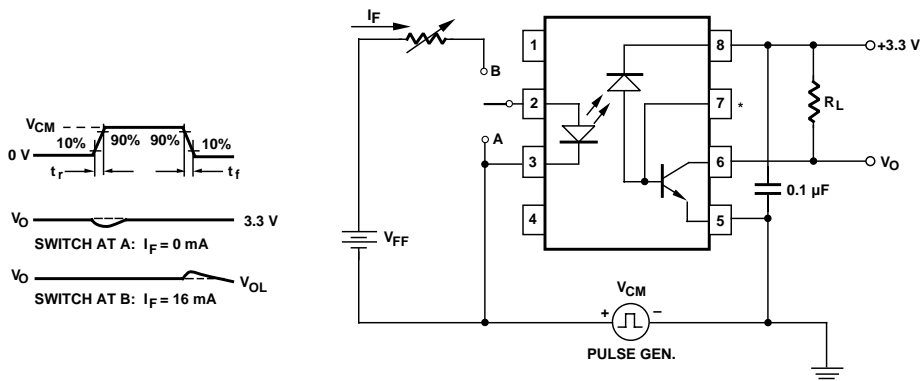 V_CM
10% 90% 90% 10%
0 V
t_r t_f
V_O 3.3 V
SWITCH AT A: I_F = 0 mA
V_O V_OL
SWITCH AT B: I_F = 16 mA
I_F
B
A
V_FF
1
2
3
4
8
7 *
6
5
+3.3 V
R_L
V_O
0.1 µF
V_CM
+ –
PULSE GEN.